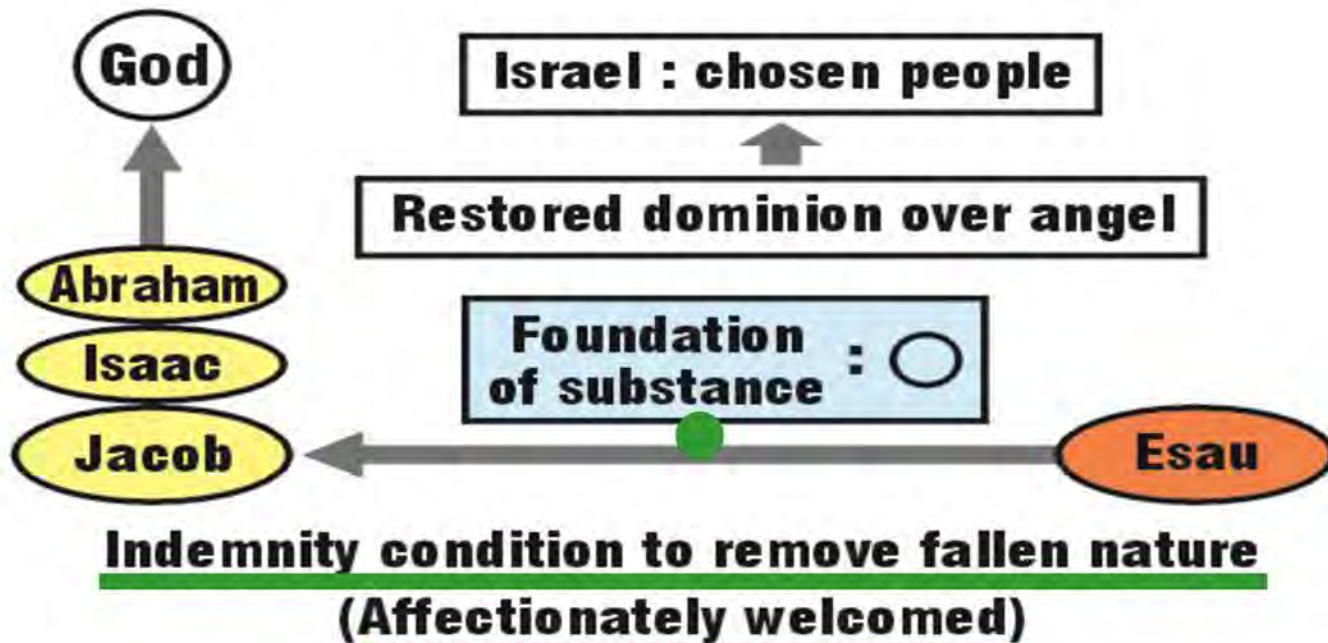 God
Israel : chosen people
Restored dominion over angel
Abraham
Isaac
Jacob
Foundation
of substance :
Esau
Indemnity condition to remove fallen nature
(Affectionately welcomed)